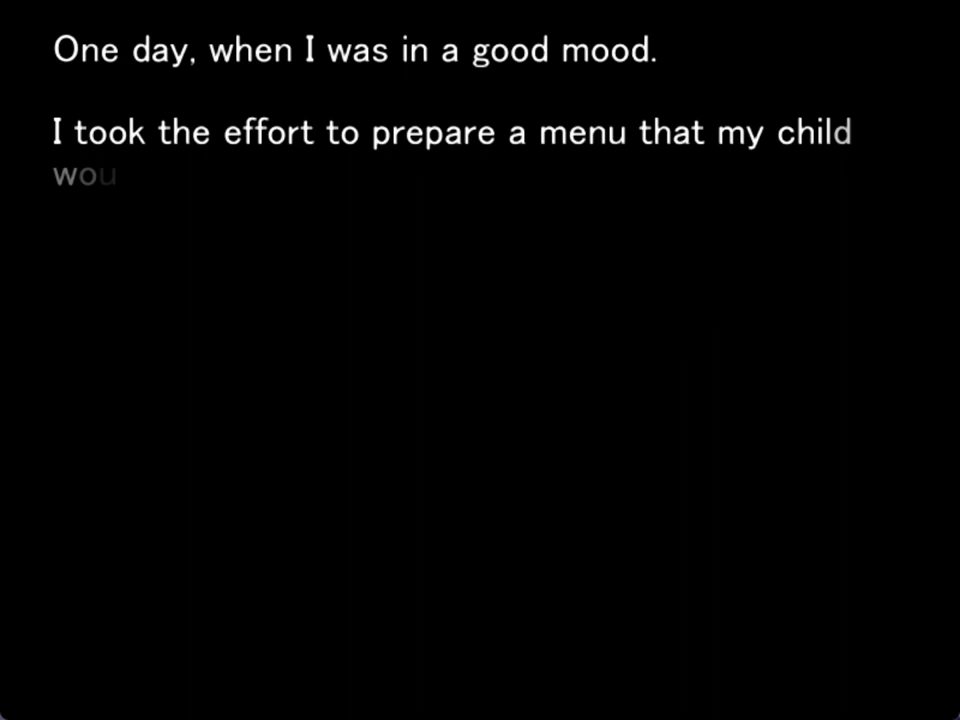 One day, when I was in a good mood.
I took the effort to prepare a menu that my child
wou